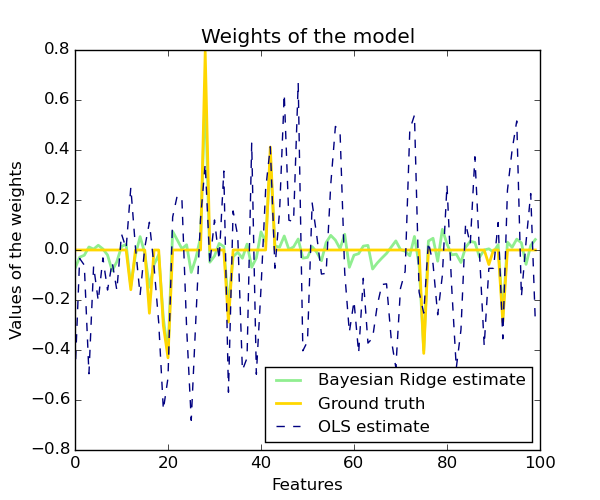 Weights of the model
Values of the weights
0.8
0.6
0.4
0.2
0.0
−0.2
−0.4
−0.6
−0.8
Bayesian Ridge estimate
Ground truth
OLS estimate
0 20 40 60 80 100
Features